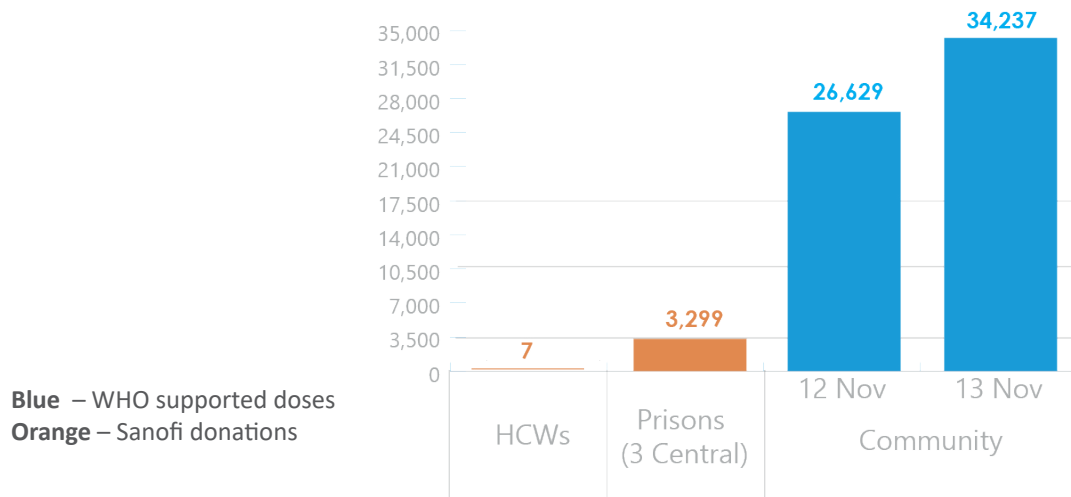 35,000
31,500
28,000
24,500
21,000
17,500
14,000
10,500
7,000
3,500
0
7
3,299
26,629
34,237
HCWs
Prisons
(3 Central)
12 Nov
13 Nov
Community
Blue – WHO supported doses
Orange – Sanofi donations